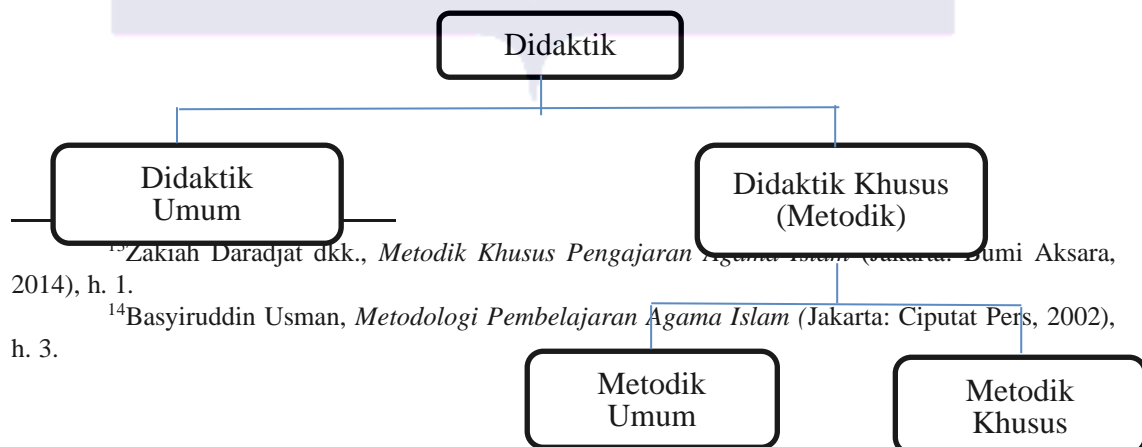 Didaktik
Didaktik
Umum
Didaktik Khusus
(Metodik)
Zakiah Daradjat dkk., Metodik Khusus Pengajaran Agama Islam (Jakarta: Bumi Aksara,
2014), h. 1.
14Basyiruddin Usman, Metodologi Pembelajaran Agama Islam (Jakarta: Ciputat Pers, 2002),
h. 3.
Metodik
Umum
Metodik
Khusus